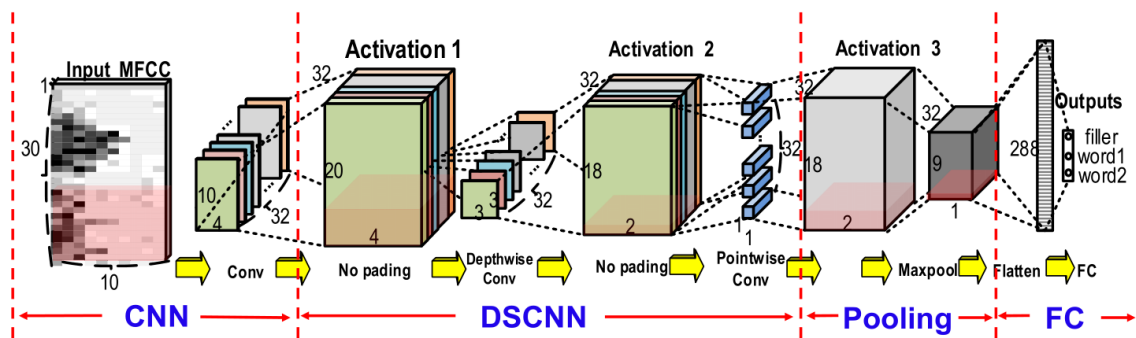 Activation 1
Activation 2
Activation 3
Input MFCC
1
30
10
10
4
32
32
20
4
3
3
32
32
18
2
1
1
32
32
18
2
32
9
1
288
Outputs
filler
word1
word2
Conv
No pading
Depthwise
Conv
No pading
Pointwise
Conv
Maxpool
Flatten
FC
CNN
DSCNN
Pooling
FC